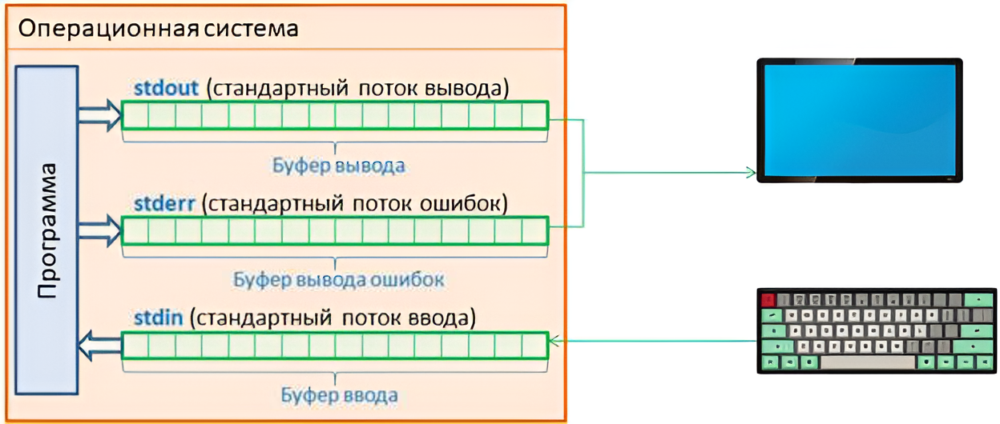 Операционная система
stdout (стандартный поток вывода)
Буфер вывода
Программа
stderr (стандартный поток ошибок)
Буфер вывода ошибок
stdin (стандартный поток ввода)
Буфер ввода